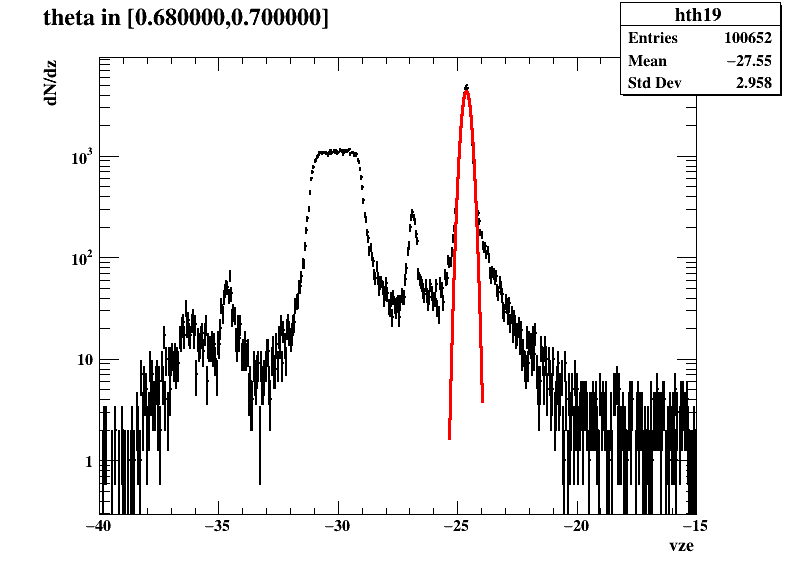 theta in [0.680000,0.700000]
hth19
Entries 100652
Mean −27.55
Std Dev 2.958
dN/dz
10³
10²
10
1
−40 −35 −30 −25 −20 −15
vze